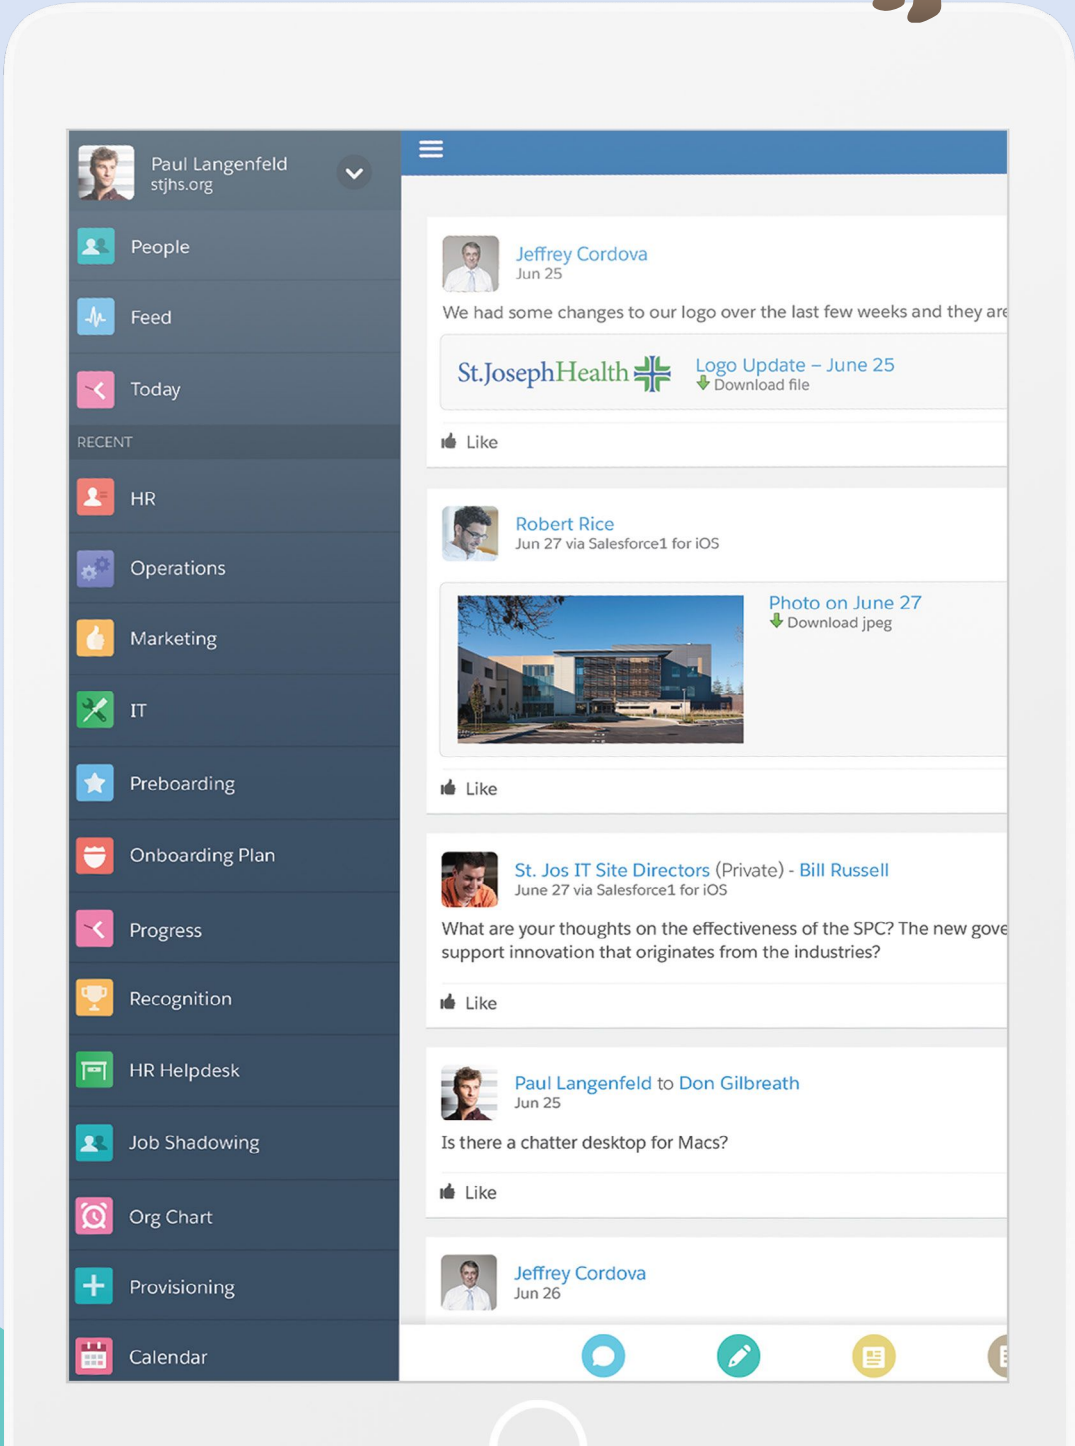 Paul Langenfeld
stjhs.org
People
Feed
Today
RECENT
HR
Operations
Marketing
IT
Preboarding
Onboarding Plan
Progress
Recognition
HR Helpdesk
Job Shadowing
Org Chart
Provisioning
Calendar
Jeffrey Cordova
Jun 25
We had some changes to our logo over the last few weeks and they are
St.JosephHealth
Logo Update – June 25
Download file
Like
Robert Rice
Jun 27 via Salesforce1 for iOS
Photo on June 27
Download jpeg
Like
St. Jos IT Site Directors (Private) - Bill Russell
June 27 via Salesforce1 for iOS
What are your thoughts on the effectiveness of the SPC? The new gove
support innovation that originates from the industries?
Like
Paul Langenfeld to Don Gilbreath
Jun 25
Is there a chatter desktop for Macs?
Like
Jeffrey Cordova
Jun 26